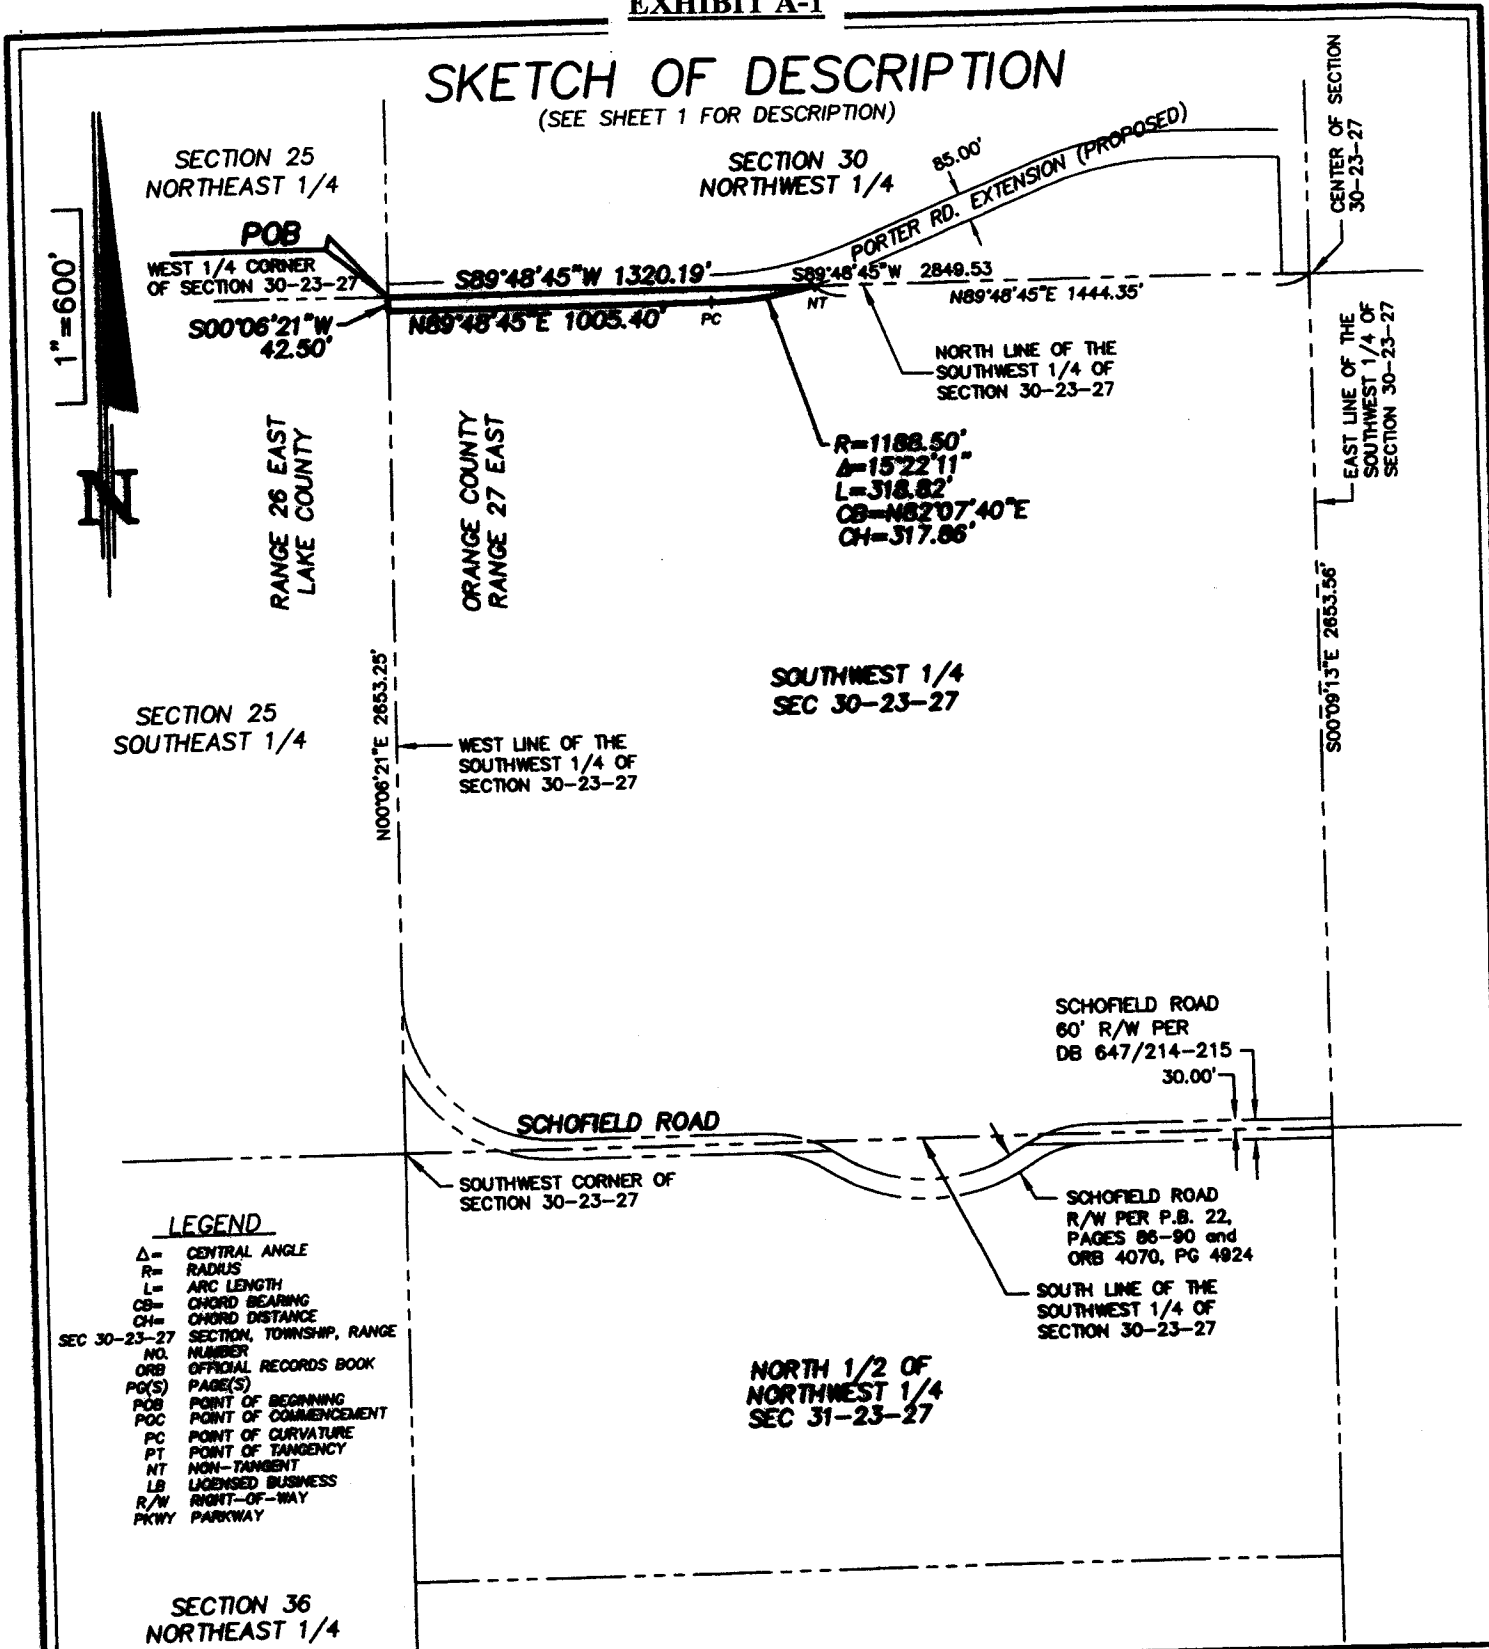 EXHIBIT A-1
SKETCH OF DESCRIPTION
(SEE SHEET 1 FOR DESCRIPTION)
SECTION 25
NORTHEAST 1/4
SECTION 30
NORTHWEST 1/4
85.00'
PORTER RD. EXTENSION (PROPOSED)
CENTER OF SECTION
30-23-27
1"=600'
N
POB
WEST 1/4 CORNER
OF SECTION 30-23-27
S89°48'45"W 1320.19'
S89°48'45"W 2849.53
N89°48'45"E 1444.35'
S00°06'21"W
42.50'
N89°48'45"E 1005.40'
PC
NT
NORTH LINE OF THE
SOUTHWEST 1/4 OF
SECTION 30-23-27
EAST LINE OF THE
SOUTHWEST 1/4 OF
SECTION 30-23-27
RANGE 26 EAST
LAKE COUNTY
ORANGE COUNTY
RANGE 27 EAST
R=1188.50'
Δ=15°22'11"
L=318.82'
CB=N82°07'40"E
CH=317.86'
S00°09'13"E 2653.56'
N00°06'21"E 2653.25'
SOUTHWEST 1/4
SEC 30-23-27
SECTION 25
SOUTHEAST 1/4
WEST LINE OF THE
SOUTHWEST 1/4 OF
SECTION 30-23-27
SCHOFIELD ROAD
60' R/W PER
DB 647/214-215
30.00'
SCHOFIELD ROAD
SOUTHWEST CORNER OF
SECTION 30-23-27
SCHOFIELD ROAD
R/W PER P.B. 22,
PAGES 86-90 and
ORB 4070, PG 4924
SOUTH LINE OF THE
SOUTHWEST 1/4 OF
SECTION 30-23-27
LEGEND
Δ= CENTRAL ANGLE
R= RADIUS
L= ARC LENGTH
CB= CHORD BEARING
CH= CHORD DISTANCE
SEC 30-23-27 SECTION, TOWNSHIP, RANGE
NO. NUMBER
ORB OFFICIAL RECORDS BOOK
PG(S) PAGE(S)
POB POINT OF BEGINNING
POC POINT OF COMMENCEMENT
PC POINT OF CURVATURE
PT POINT OF TANGENCY
NT NON-TANGENT
LB LICENSED BUSINESS
R/W RIGHT-OF-WAY
PKWY PARKWAY
NORTH 1/2 OF
NORTHWEST 1/4
SEC 31-23-27
SECTION 36
NORTHEAST 1/4